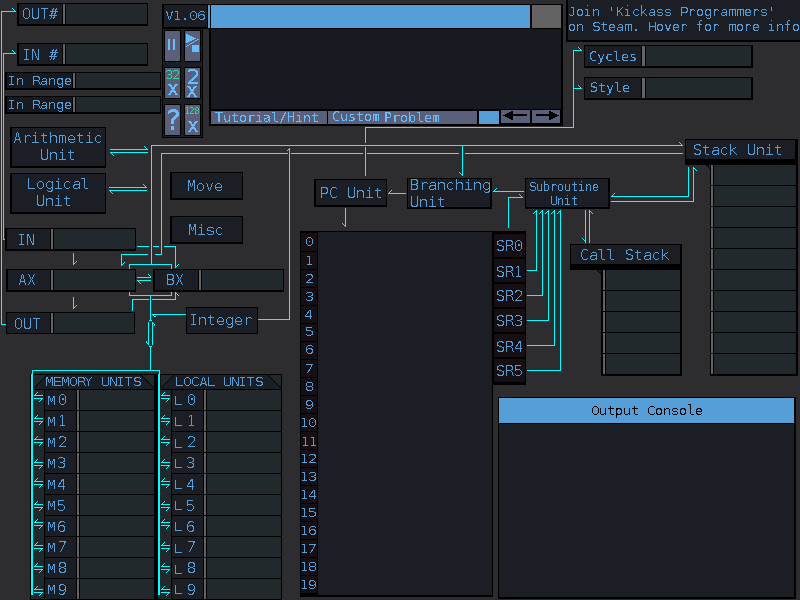 OUT#
V1.06
Join 'Kickass Programmers'
on Steam. Hover for more info
IN #
Cycles
In Range
32
X
2
X
Style
In Range
?
128
X
Tutorial/Hint
Custom Problem
Arithmetic
Unit
Stack Unit
Logical
Unit
Move
PC Unit
Branching
Unit
Subroutine
Unit
Misc
IN
Call Stack
AX
BX
OUT
Integer
0
1
2
3
4
5
6
7
8
9
10
11
12
13
14
15
16
17
18
19
SR0
SR1
SR2
SR3
SR4
SR5
MEMORY UNITS
LOCAL UNITS
M0
L0
M1
L1
M2
L2
M3
L3
M4
L4
M5
L5
M6
L6
M7
L7
M8
L8
M9
L9
Output Console